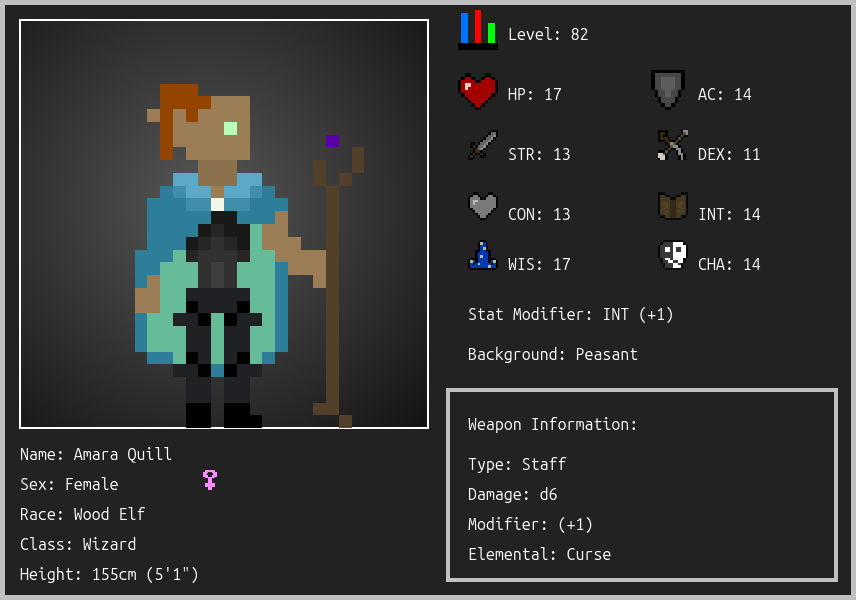 Level: 82
HP: 17
AC: 14
STR: 13
DEX: 11
CON: 13
INT: 14
WIS: 17
CHA: 14
Stat Modifier: INT (+1)
Background: Peasant
Weapon Information:
Type: Staff
Damage: d6
Modifier: (+1)
Elemental: Curse
Name: Amara Quill
Sex: Female
Race: Wood Elf
Class: Wizard
Height: 155cm (5'1")